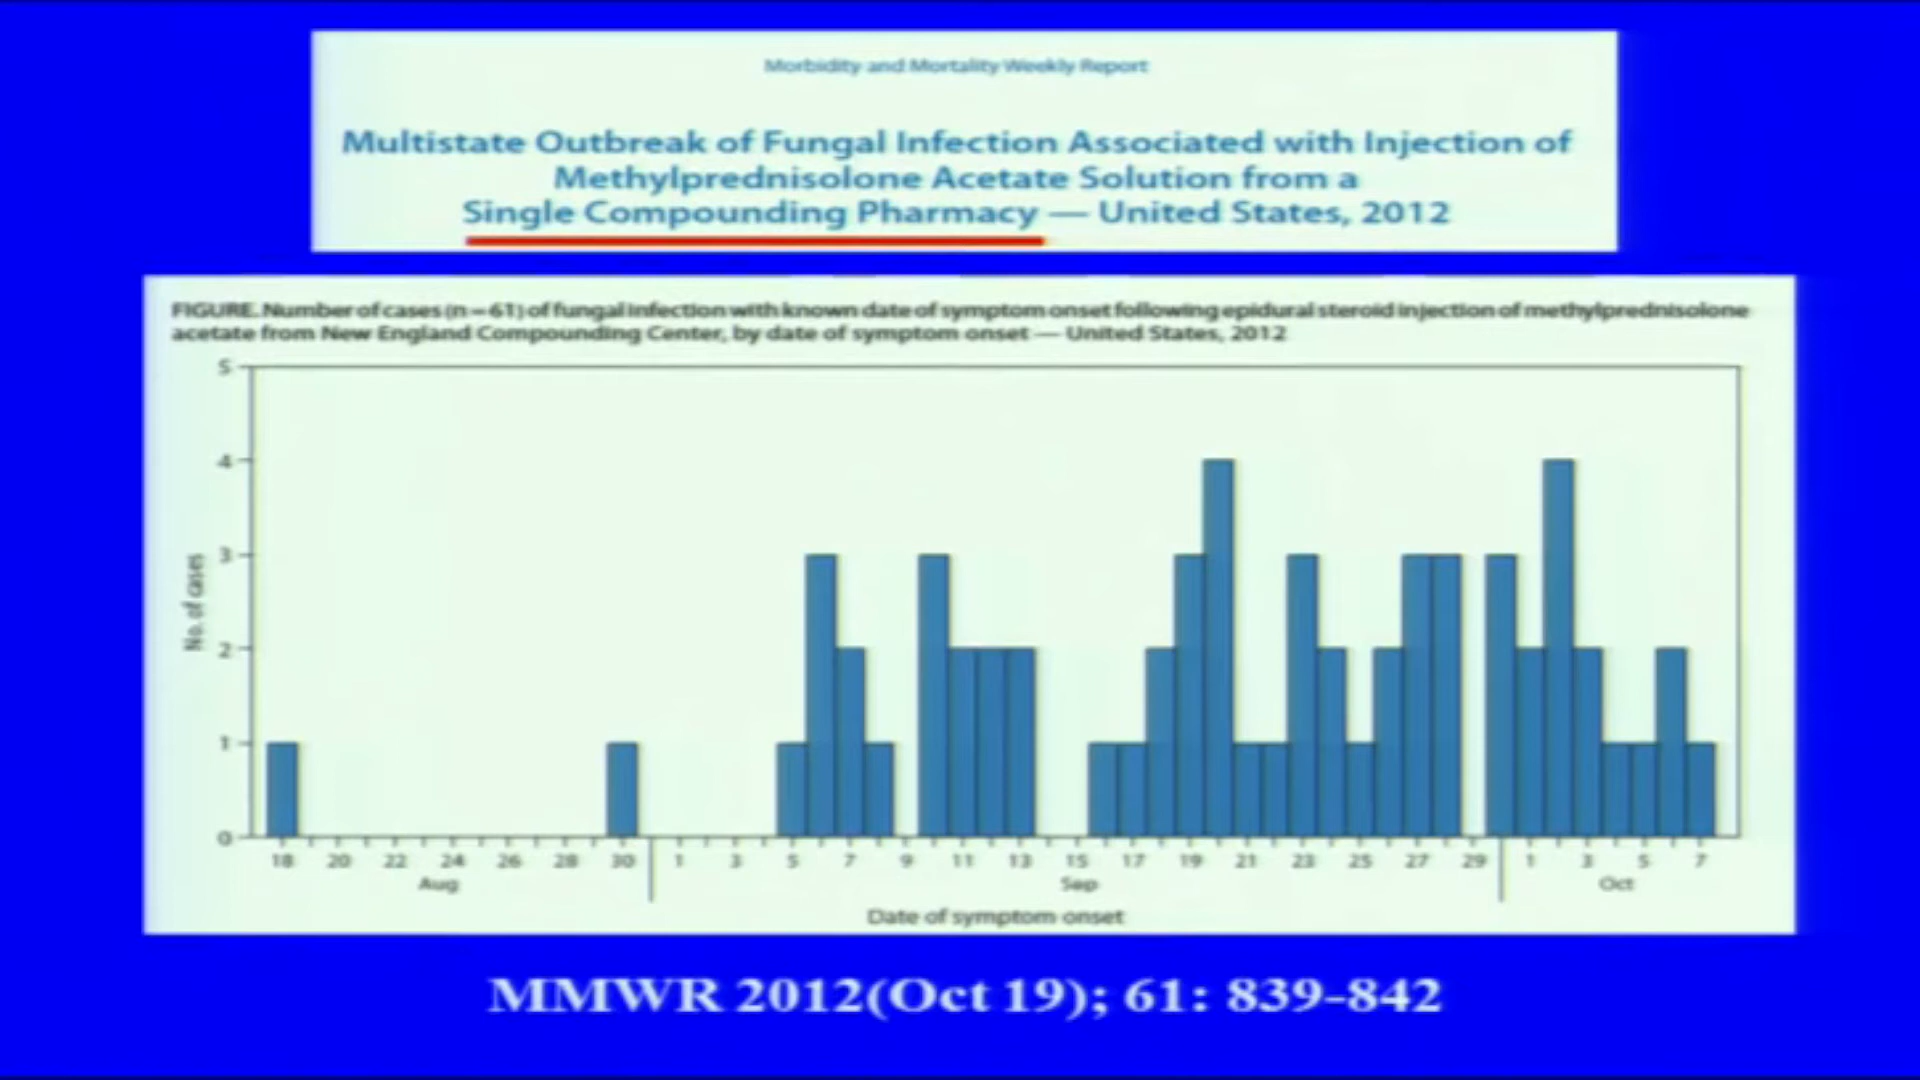 Morbidity and Mortality Weekly Report
Multistate Outbreak of Fungal Infection Associated with Injection of
Methylprednisolone Acetate Solution from a
Single Compounding Pharmacy — United States, 2012
FIGURE. Number of cases (n = 61) of fungal infection with known date of symptom onset following epidural steroid injection of methylprednisolone
acetate from New England Compounding Center, by date of symptom onset — United States, 2012
5
4
3
2
1
0
No. of cases
18 20 22 24 26 28 30 1 3 5 7 9 11 13 15 17 19 21 23 25 27 29 1 3 5 7
Aug Sep Oct
Date of symptom onset
MMWR 2012(Oct 19); 61: 839-842